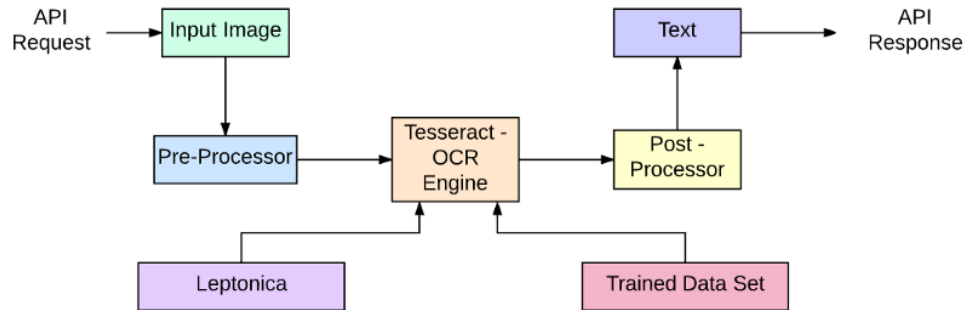 API
Request
Input Image
Text
API
Response
Pre-Processor
Tesseract -
OCR
Engine
Post -
Processor
Leptonica
Trained Data Set